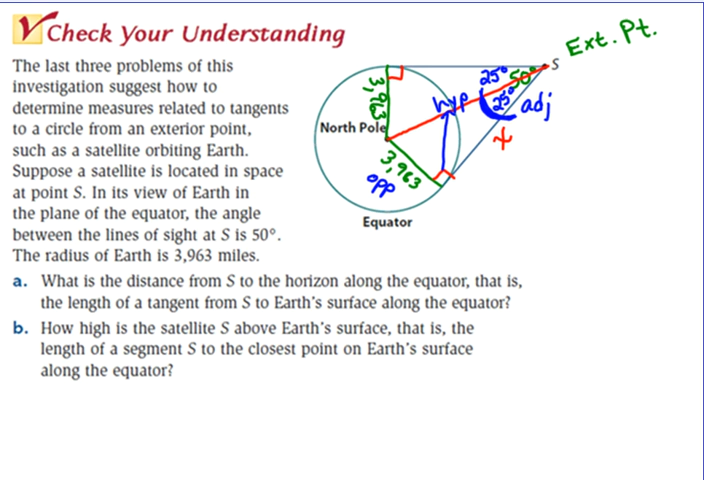 Check Your Understanding
The last three problems of this
investigation suggest how to
determine measures related to tangents
to a circle from an exterior point,
such as a satellite orbiting Earth.
Suppose a satellite is located in space
at point S. In its view of Earth in
the plane of the equator, the angle
between the lines of sight at S is 50°.
The radius of Earth is 3,963 miles.
Ext. Pt.
S
25° 50°
3,963
hyp
25°
adj
North Pole
x
3,963
opp
Equator
a. What is the distance from S to the horizon along the equator, that is,
the length of a tangent from S to Earth's surface along the equator?
b. How high is the satellite S above Earth's surface, that is, the
length of a segment S to the closest point on Earth's surface
along the equator?